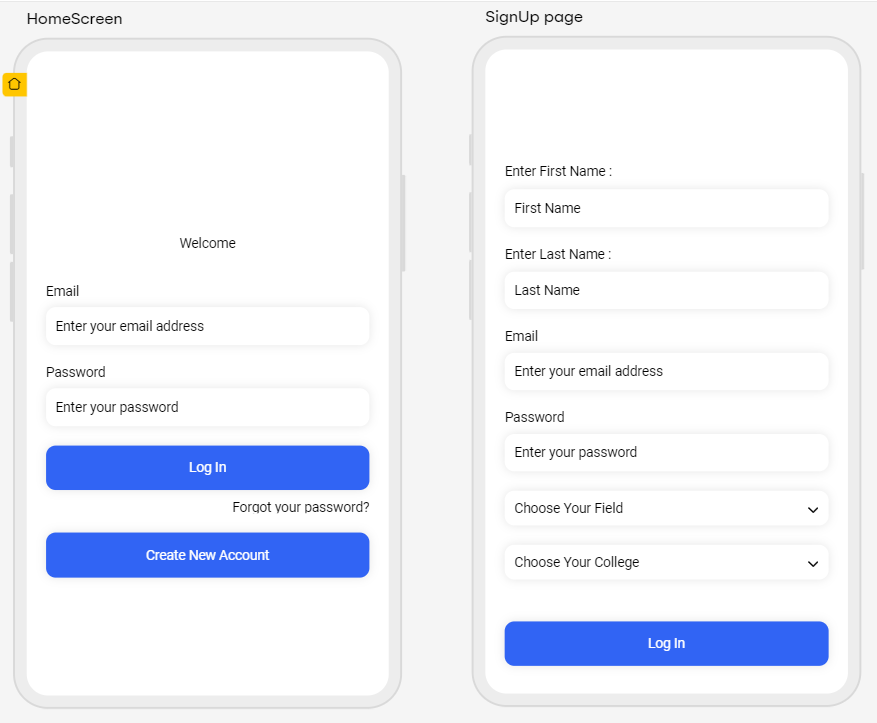 HomeScreen
Welcome
Email
Enter your email address
Password
Enter your password
Log In
Forgot your password?
Create New Account
SignUp page
Enter First Name :
First Name
Enter Last Name :
Last Name
Email
Enter your email address
Password
Enter your password
Choose Your Field
Choose Your College
Log In